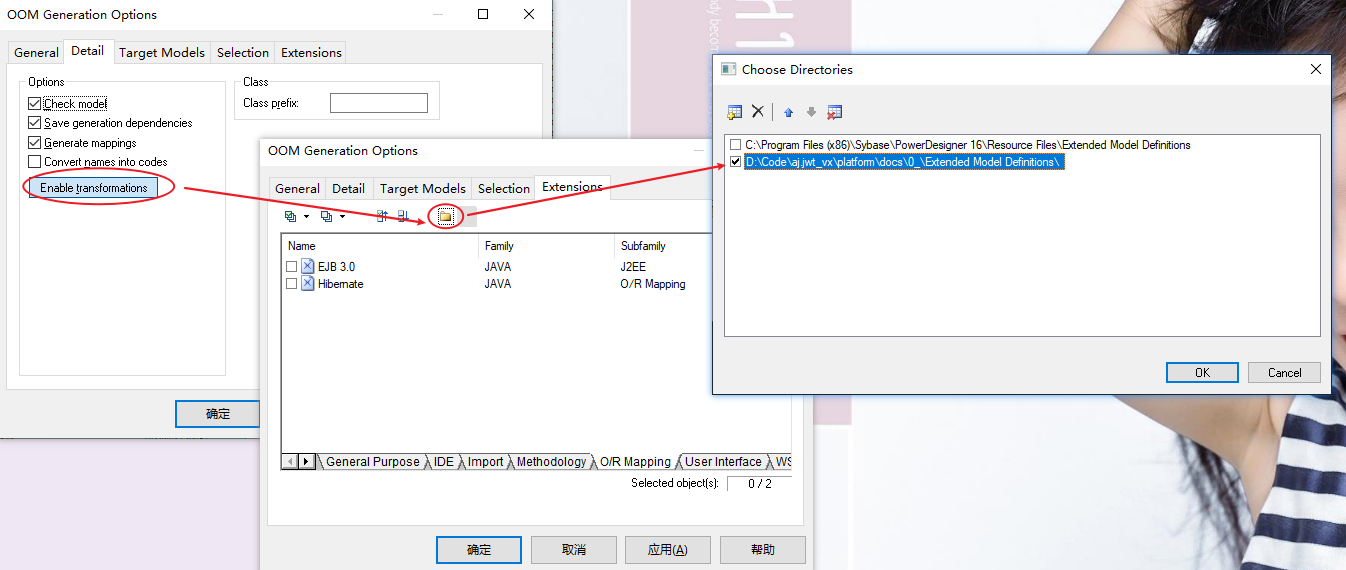 OOM Generation Options
General
Detail
Target Models
Selection
Extensions
Options
Check model
Save generation dependencies
Generate mappings
Convert names into codes
Enable transformations
Class
Class prefix:
确定
OOM Generation Options
General
Detail
Target Models
Selection
Extensions
Name Family Subfamily
EJB 3.0 JAVA J2EE
Hibernate JAVA O/R Mapping
General Purpose
IDE
Import
Methodology
O/R Mapping
User Interface
WS
Selected object(s): 0 / 2
确定
取消
应用(A)
帮助
Choose Directories
C:\Program Files (x86)\Sybase\PowerDesigner 16\Resource Files\Extended Model Definitions
D:\Code\aj.jwt_vx\platform\docs\0_\Extended Model Definitions\
OK
Cancel
H1